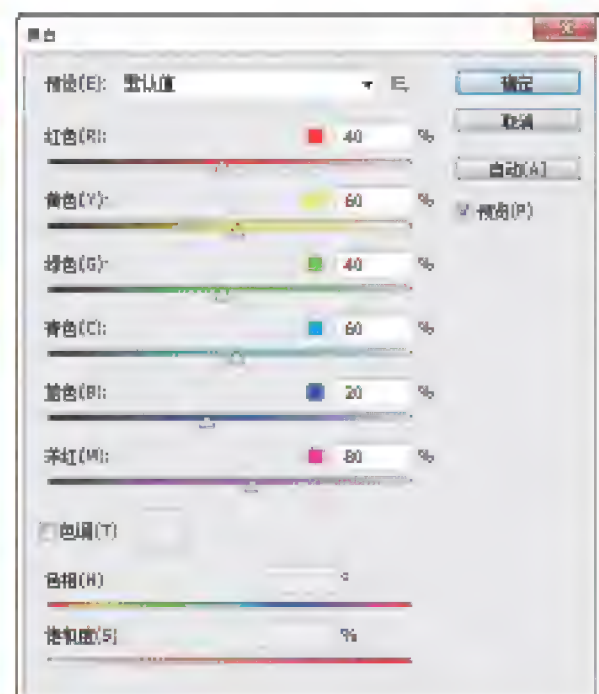 黑白
预设(E): 默认值
确定
红色(R): 40 %
取消
自动(A)
黄色(Y): 60 %
预览(P)
绿色(G): 40 %
青色(C): 60 %
蓝色(B): 20 %
洋红(M): 80 %
色调(T)
色相(H) °
饱和度(S) %